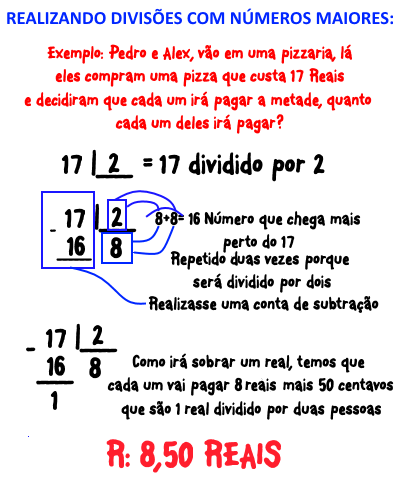 REALIZANDO DIVISÕES COM NÚMEROS MAIORES:
Exemplo: Pedro e Alex, vão em uma pizzaria, lá
eles compram uma pizza que custa 17 Reais
e decidiram que cada um irá pagar a metade, quanto
cada um deles irá pagar?
17 | 2 = 17 dividido por 2
- 17 | 2 8+8= 16 Número que chega mais
perto do 17
16 8
Repetido duas vezes porque
será dividido por dois
Realizasse uma conta de subtração
- 17 | 2
16 8
1
Como irá sobrar um real, temos que
cada um vai pagar 8 reais mais 50 centavos
que são 1 real dividido por duas pessoas
R: 8,50 REAIS